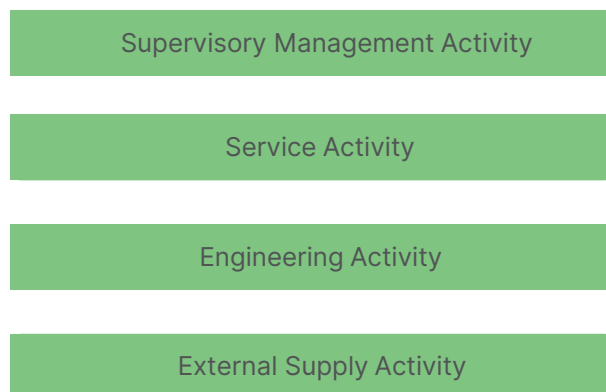 Supervisory Management Activity
Service Activity
Engineering Activity
External Supply Activity